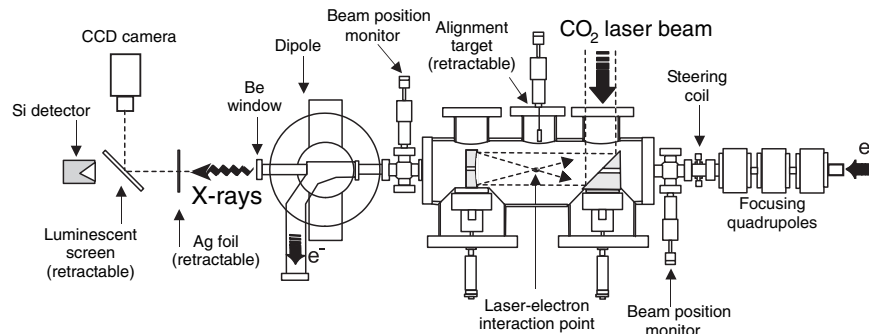 CCD camera
Si detector
Luminescent
screen
(retractable)
Ag foil
(retractable)
X-rays
Be
window
Dipole
e-
Beam position
monitor
Alignment
target
(retractable)
CO2 laser beam
Steering
coil
e
Focusing
quadrupoles
Laser-electron
interaction point
Beam position
monitor